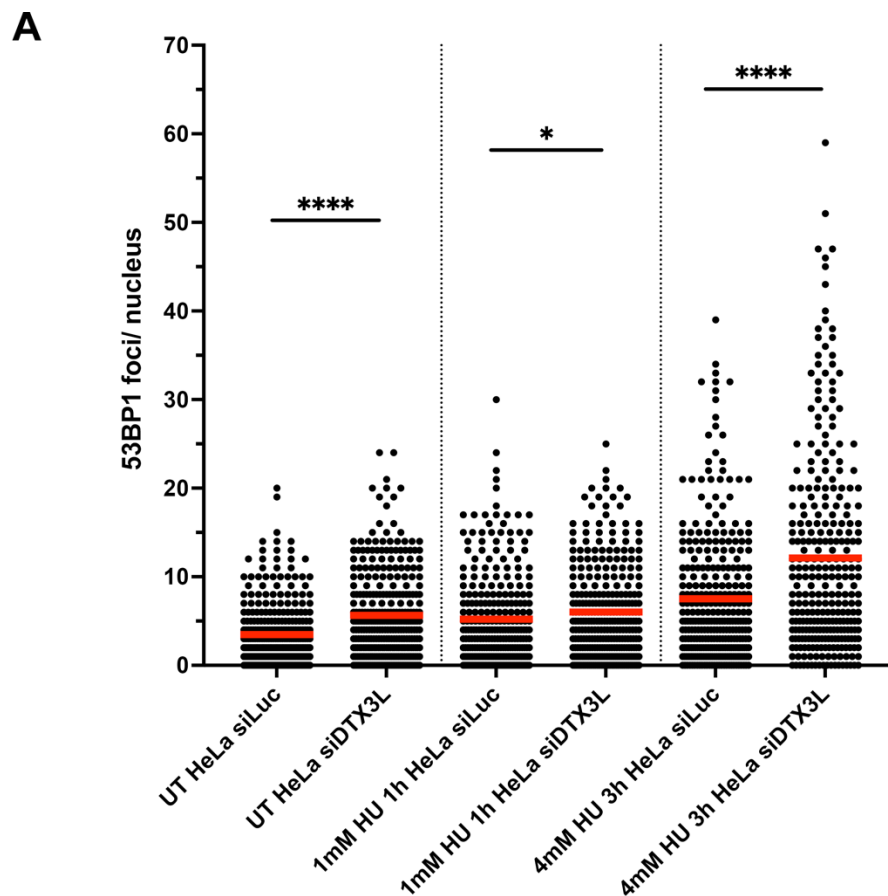 A
70
60
50
40
30
20
10
0
53BP1 foci/ nucleus
****
*
****
UT HeLa siLuc
UT HeLa siDTX3L
1mM HU 1h HeLa siLuc
1mM HU 1h HeLa siDTX3L
4mM HU 3h HeLa siLuc
4mM HU 3h HeLa siDTX3L